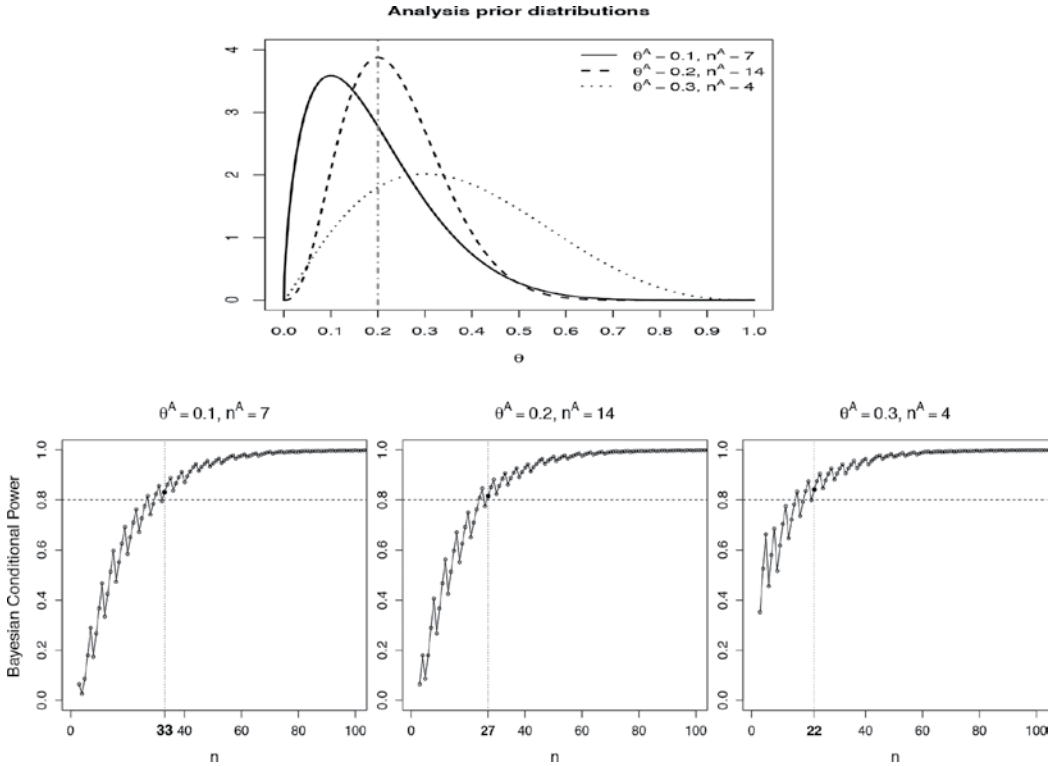 Analysis prior distributions
θ^A − 0.1, n^A − 7
θ^A − 0.2, n^A − 14
θ^A − 0.3, n^A − 4
4
3
2
1
0
0.0 0.1 0.2 0.3 0.4 0.5 0.6 0.7 0.8 0.9 1.0
θ
θ^A = 0.1, n^A = 7
θ^A = 0.2, n^A = 14
θ^A = 0.3, n^A = 4
Bayesian Conditional Power
1.0
0.8
0.6
0.4
0.2
0.0
0 33 40 60 80 100
n
1.0
0.8
0.6
0.4
0.2
0.0
0 27 40 60 80 100
n
1.0
0.8
0.6
0.4
0.2
0.0
0 22 40 60 80 100
n